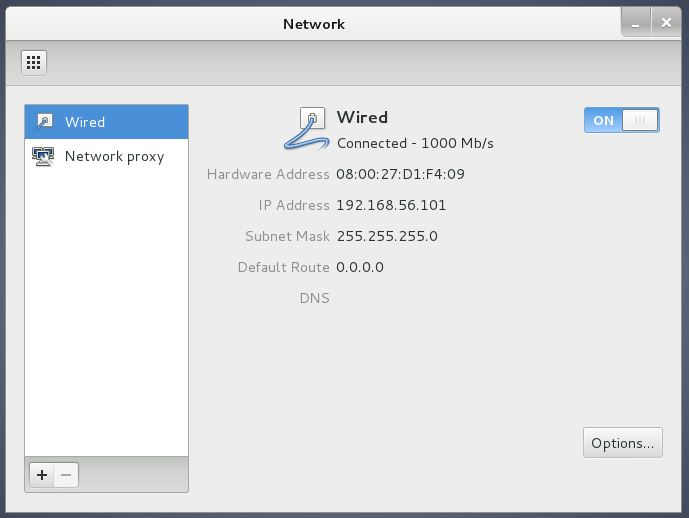 Network
Wired
Network proxy
Wired
ON
Connected - 1000 Mb/s
Hardware Address 08:00:27:D1:F4:09
IP Address 192.168.56.101
Subnet Mask 255.255.255.0
Default Route 0.0.0.0
DNS
Options...